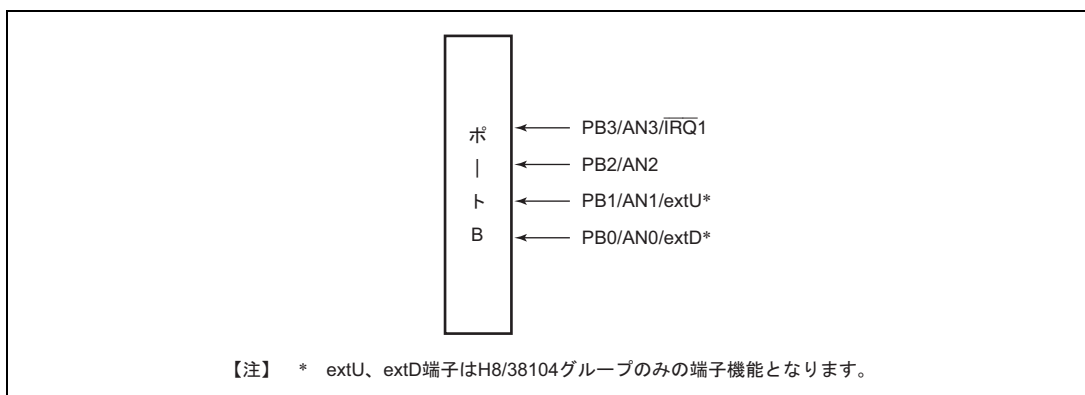 ポートB
PB3/AN3/I̅R̅Q̅1
PB2/AN2
PB1/AN1/extU*
PB0/AN0/extD*
【注】 * extU、extD端子はH8/38104グループのみの端子機能となります。